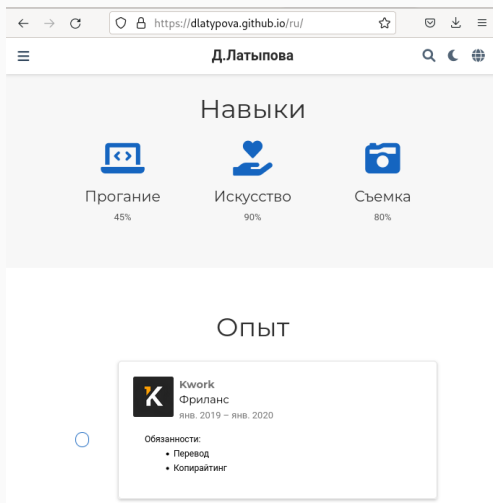 https://dlatypova.github.io/ru/
Д.Латыпова
Навыки
Прогание Искусство Съемка
45% 90% 80%
Опыт
Kwork
Фриланс
янв. 2019 – янв. 2020
Обязанности:
• Перевод
• Копирайтинг